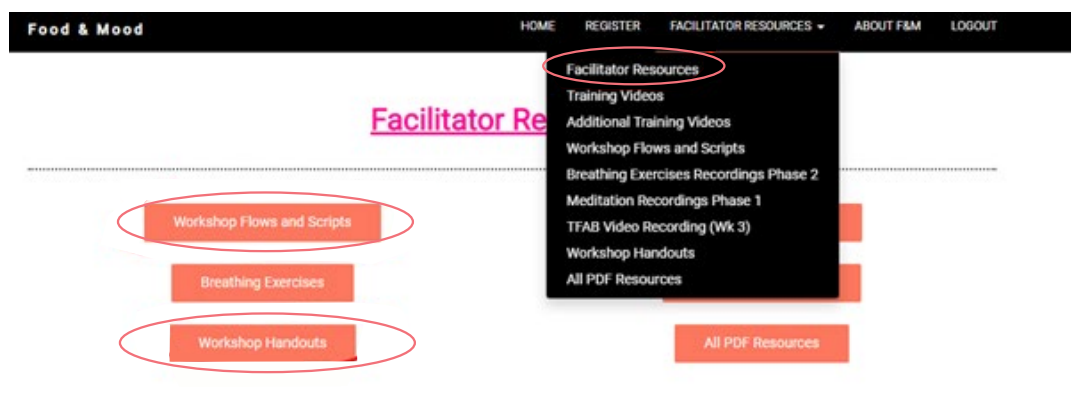 Food & Mood
HOME REGISTER FACILITATOR RESOURCES ABOUT F&M LOGOUT
Facilitator Resources
Training Videos
Additional Training Videos
Workshop Flows and Scripts
Breathing Exercises Recordings Phase 2
Meditation Recordings Phase 1
TFAB Video Recording (Wk 3)
Workshop Handouts
All PDF Resources
Facilitator Re
Workshop Flows and Scripts
Breathing Exercises
Workshop Handouts
All PDF Resources